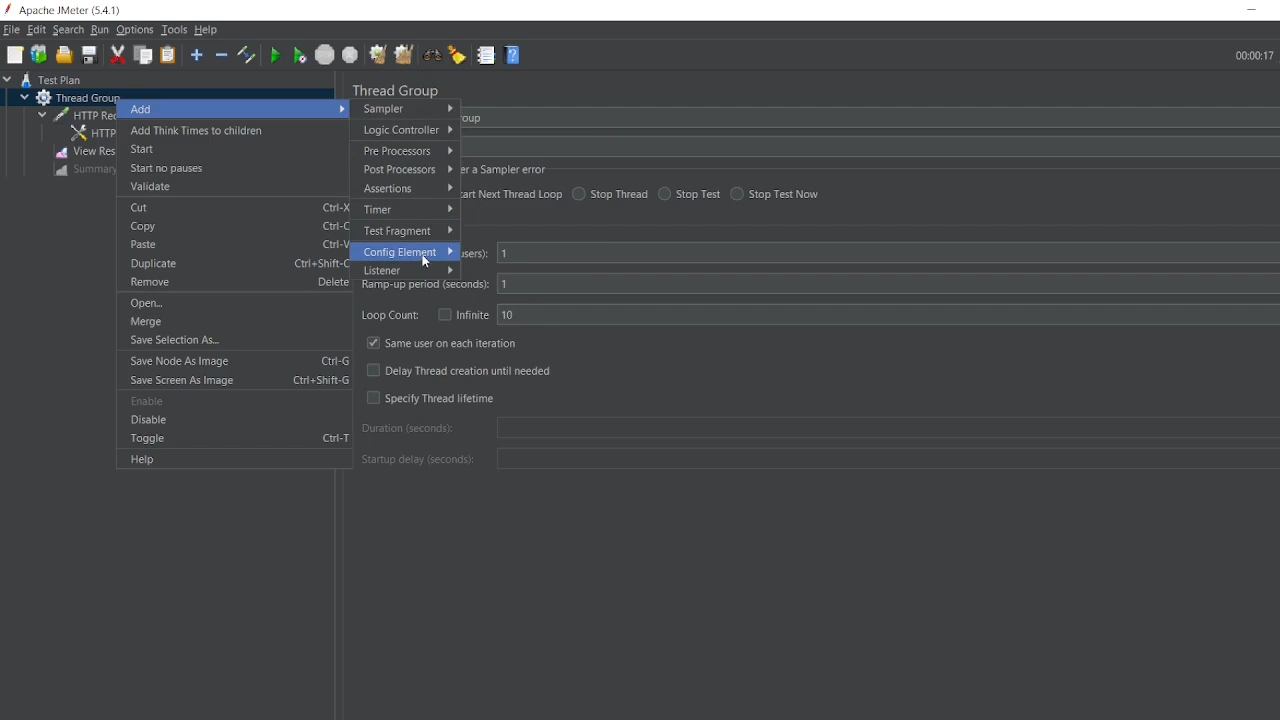 Apache JMeter (5.4.1)
File Edit Search Run Options Tools Help
00:00:17
Test Plan
Thread Group
HTTP Rec
HTTP
View Res
Summary
Add
Add Think Times to children
Start
Start no pauses
Validate
Cut Ctrl-X
Copy Ctrl-C
Paste Ctrl-V
Duplicate Ctrl+Shift-C
Remove Delete
Open...
Merge
Save Selection As...
Save Node As Image Ctrl-G
Save Screen As Image Ctrl+Shift-G
Enable
Disable
Toggle Ctrl-T
Help
Sampler
Logic Controller
Pre Processors
Post Processors
Assertions
Timer
Test Fragment
Config Element
Listener
Thread Group
oup
er a Sampler error
tart Next Thread Loop Stop Thread Stop Test Stop Test Now
users): 1
Ramp-up period (seconds): 1
Loop Count: Infinite 10
Same user on each iteration
Delay Thread creation until needed
Specify Thread lifetime
Duration (seconds):
Startup delay (seconds):